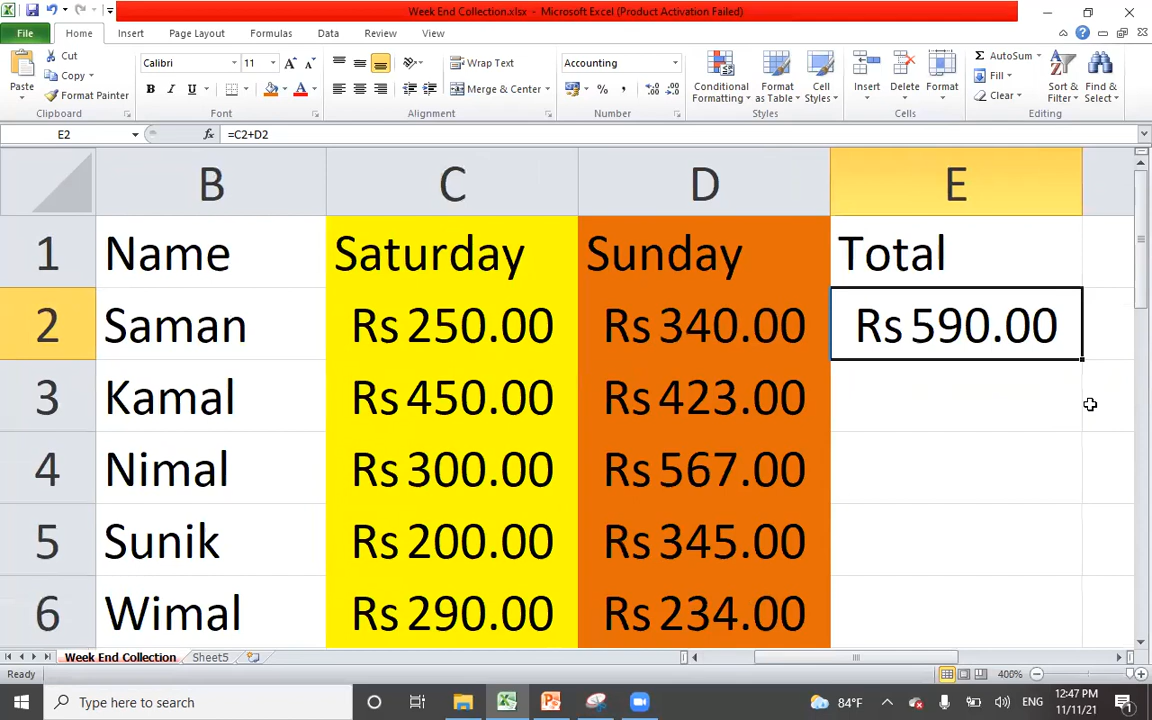 Week End Collection.xlsx - Microsoft Excel (Product Activation Failed)
File Home Insert Page Layout Formulas Data Review View
Paste Cut Copy Format Painter Clipboard
Calibri 11 B I U A Font
Wrap Text Merge & Center Alignment
Accounting % , Number
Conditional Formatting Format as Table Cell Styles Styles
Insert Delete Format Cells
Σ AutoSum Fill Clear Sort & Filter Find & Select Editing
E2 fx =C2+D2
B C D E
1 Name Saturday Sunday Total
2 Saman Rs 250.00 Rs 340.00 Rs 590.00
3 Kamal Rs 450.00 Rs 423.00
4 Nimal Rs 300.00 Rs 567.00
5 Sunik Rs 200.00 Rs 345.00
6 Wimal Rs 290.00 Rs 234.00
Week End Collection Sheet5
Ready 400%
Type here to search 84°F ENG 12:47 PM
11/11/21 1